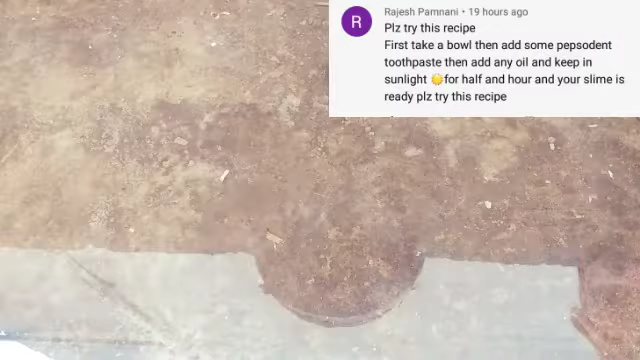 R
Rajesh Pamnani • 19 hours ago
Plz try this recipe
First take a bowl then add some pepsodent
toothpaste then add any oil and keep in
sunlight 🌞for half and hour and your slime is
ready plz try this recipe